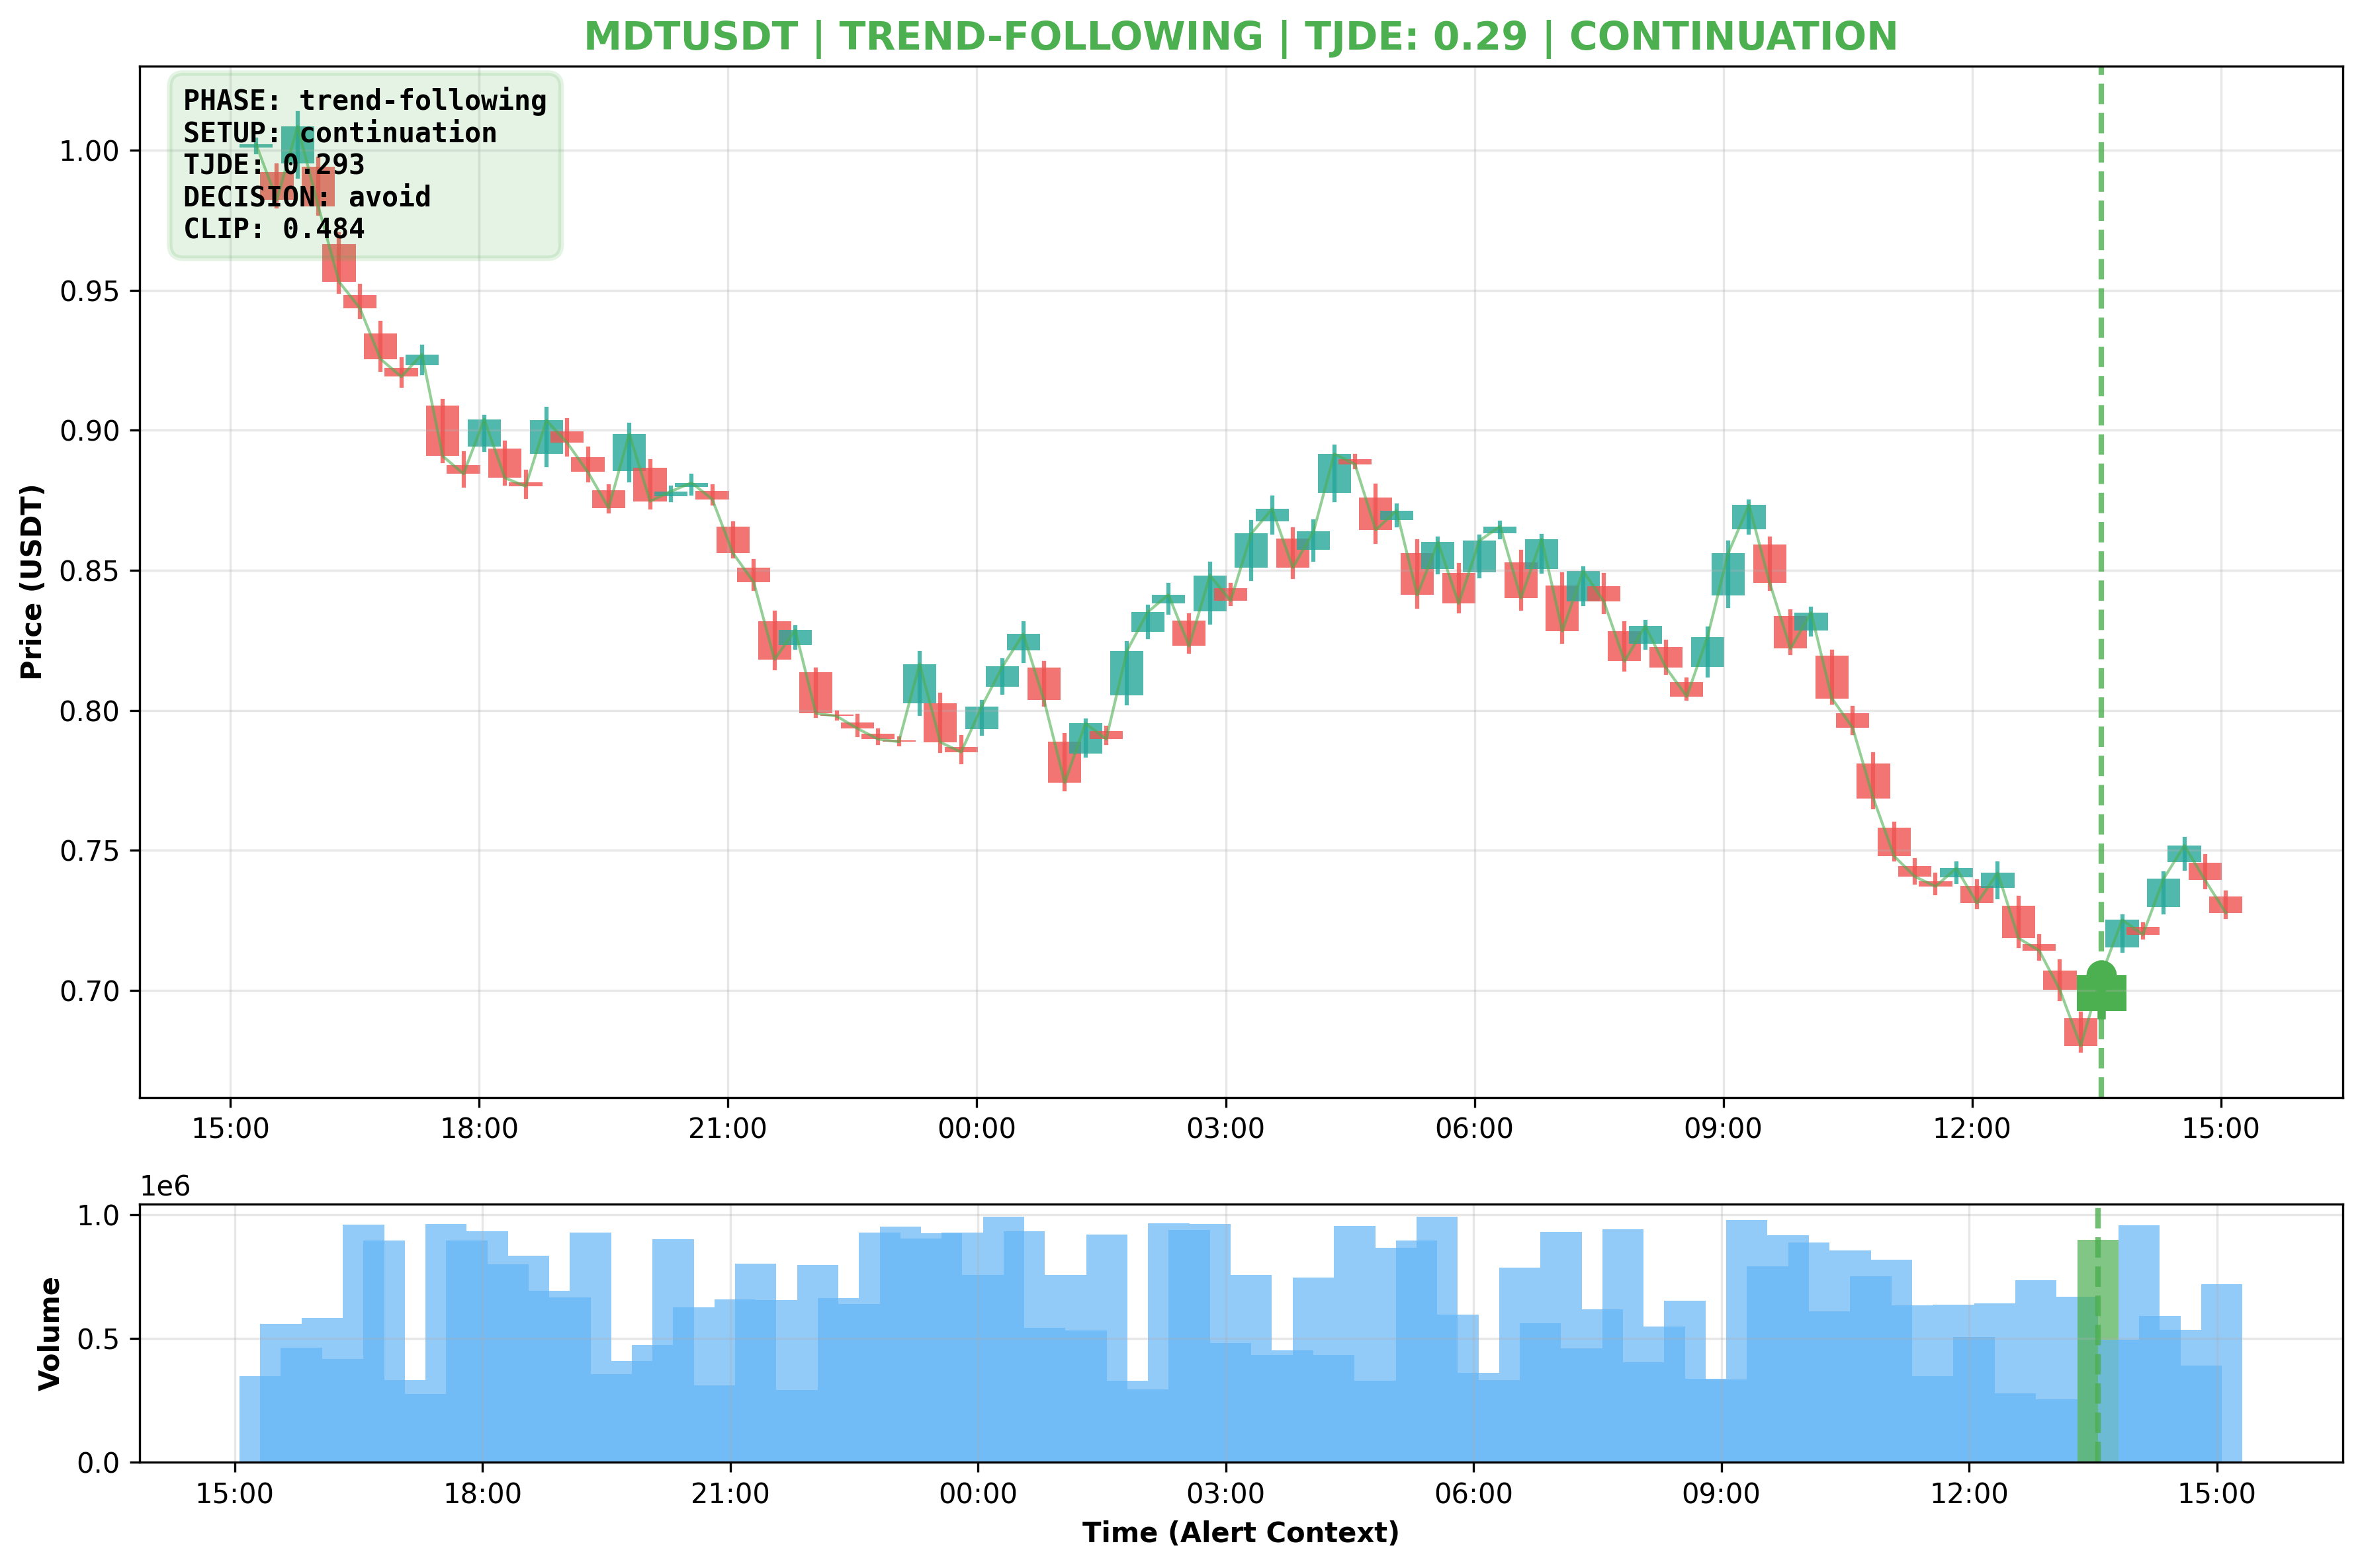 MDTUSDT | TREND-FOLLOWING | TJDE: 0.29 | CONTINUATION
PHASE: trend-following
SETUP: continuation
TJDE: 0.293
DECISION: avoid
CLIP: 0.484
Price (USDT)
1.00
0.95
0.90
0.85
0.80
0.75
0.70
15:00 18:00 21:00 00:00 03:00 06:00 09:00 12:00 15:00
1e6
Volume
1.0
0.5
0.0
15:00 18:00 21:00 00:00 03:00 06:00 09:00 12:00 15:00
Time (Alert Context)